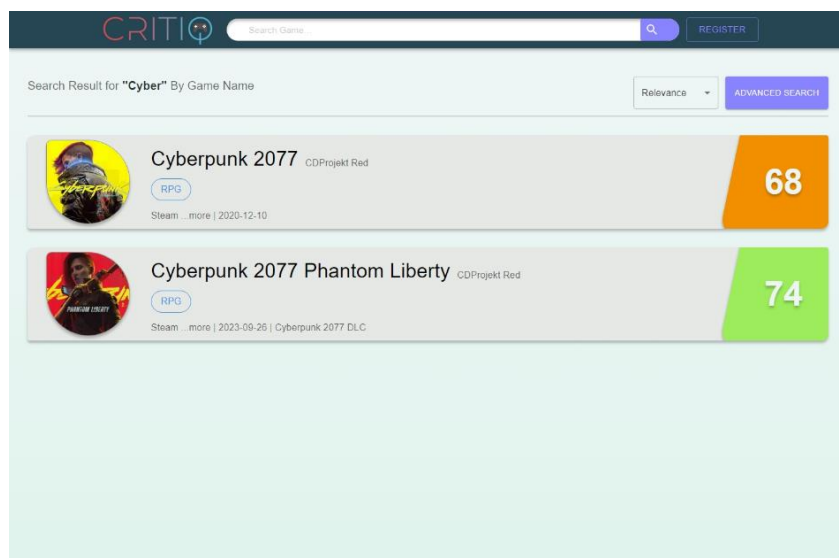 CRITIQ
Search Game...
REGISTER
Search Result for "Cyber" By Game Name
Relevance
ADVANCED SEARCH
Cyberpunk 2077 CDProjekt Red
RPG
Steam ...more | 2020-12-10
68
Cyberpunk 2077 Phantom Liberty CDProjekt Red
RPG
Steam ...more | 2023-09-26 | Cyberpunk 2077 DLC
PHANTOM LIBERTY
74